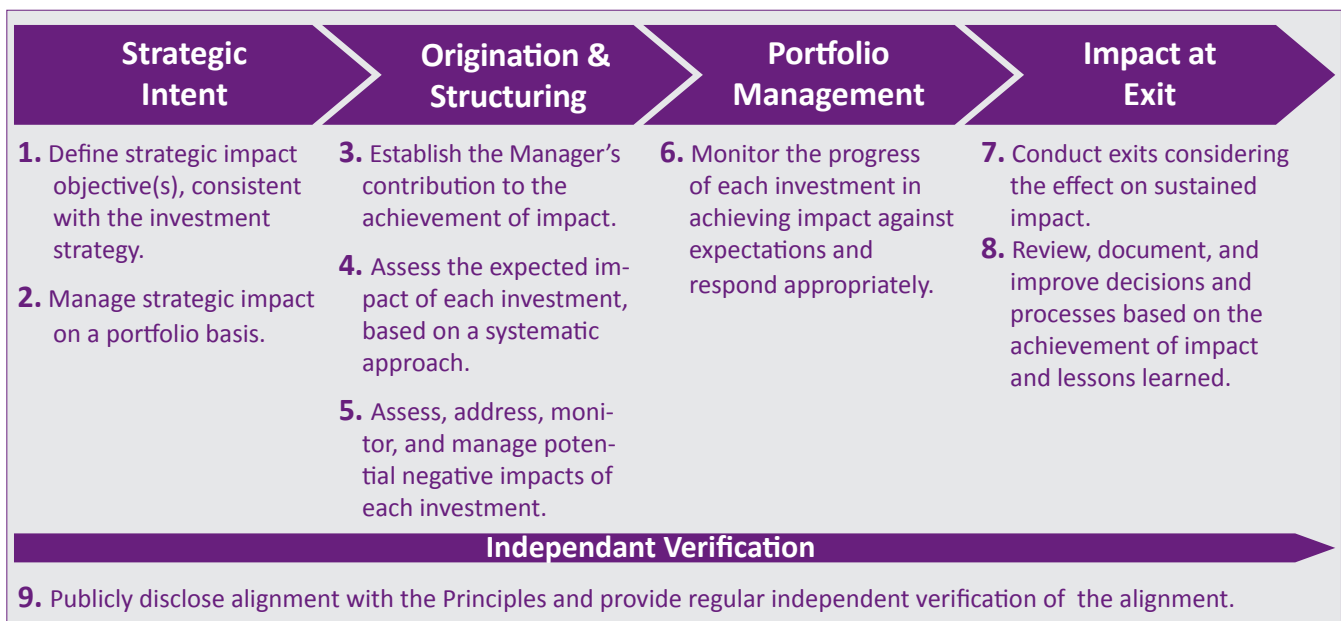 Strategic
Intent
Origination &
Structuring
Portfolio
Management
Impact at
Exit
1. Define strategic impact
objective(s), consistent
with the investment
strategy.
2. Manage strategic impact
on a portfolio basis.
3. Establish the Manager's
contribution to the
achievement of impact.
4. Assess the expected im-
pact of each investment,
based on a systematic
approach.
5. Assess, address, moni-
tor, and manage poten-
tial negative impacts of
each investment.
6. Monitor the progress
of each investment in
achieving impact against
expectations and
respond appropriately.
7. Conduct exits considering
the effect on sustained
impact.
8. Review, document, and
improve decisions and
processes based on the
achievement of impact
and lessons learned.
Independant Verification
9. Publicly disclose alignment with the Principles and provide regular independent verification of the alignment.